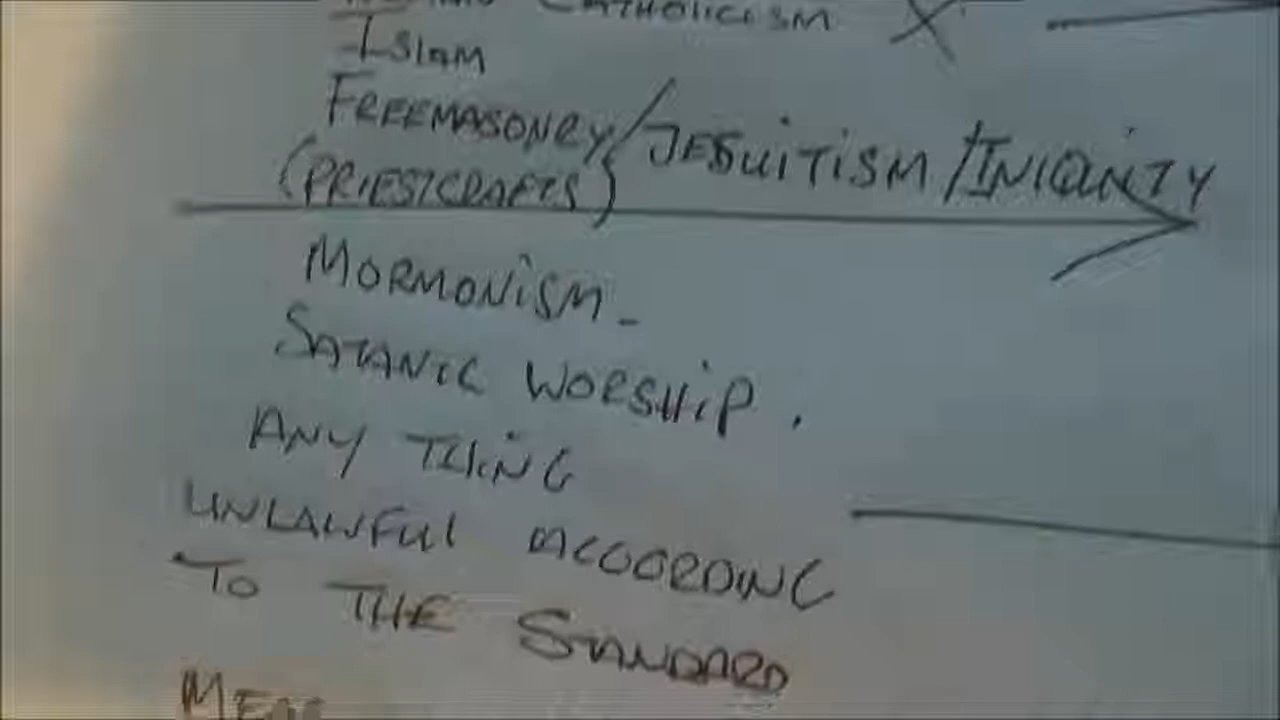 CATHOLICISM X
ISlaM
FREEMASONRY/JESUITISM/INIQUITY
(PRIESTCRAFTS)
MORMONiSM-
SATANIC WORSHiP.
ANY THiNG
UNLAWFUl ACCORDING
To THE STANDARD